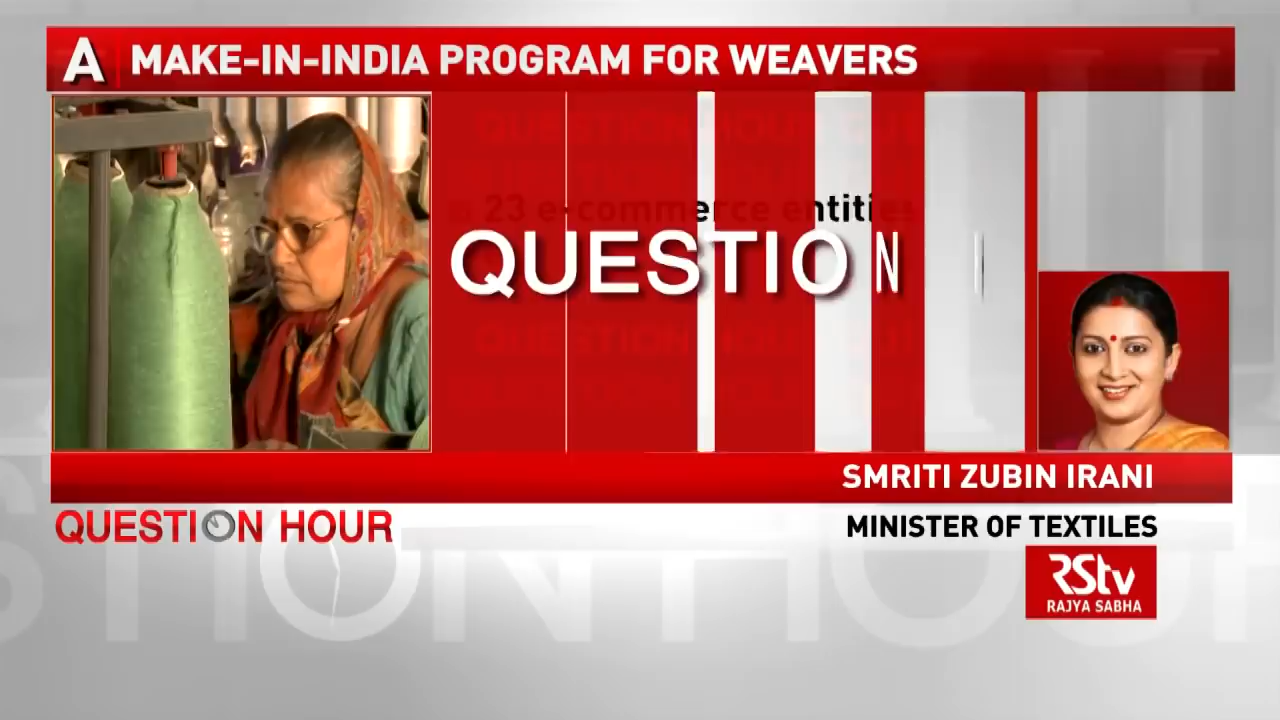 A MAKE-IN-INDIA PROGRAM FOR WEAVERS
23 e-commerce entities
QUESTION
SMRITI ZUBIN IRANI
QUESTION HOUR
MINISTER OF TEXTILES
RStv
RAJYA SABHA